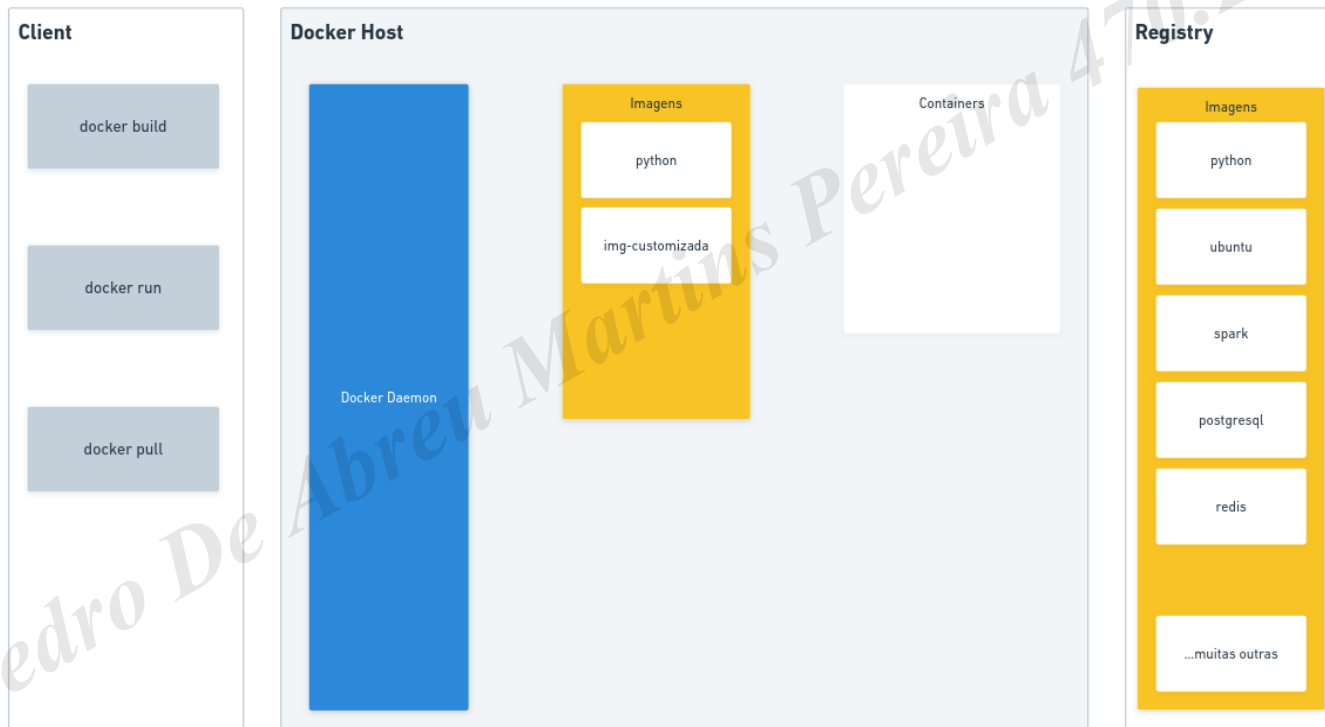 Client
docker build
docker run
docker pull
Docker Host
Docker Daemon
Imagens
python
img-customizada
Containers
Registry
Imagens
python
ubuntu
spark
postgresql
redis
...muitas outras
edro De Abreu Martins Pereira 470.